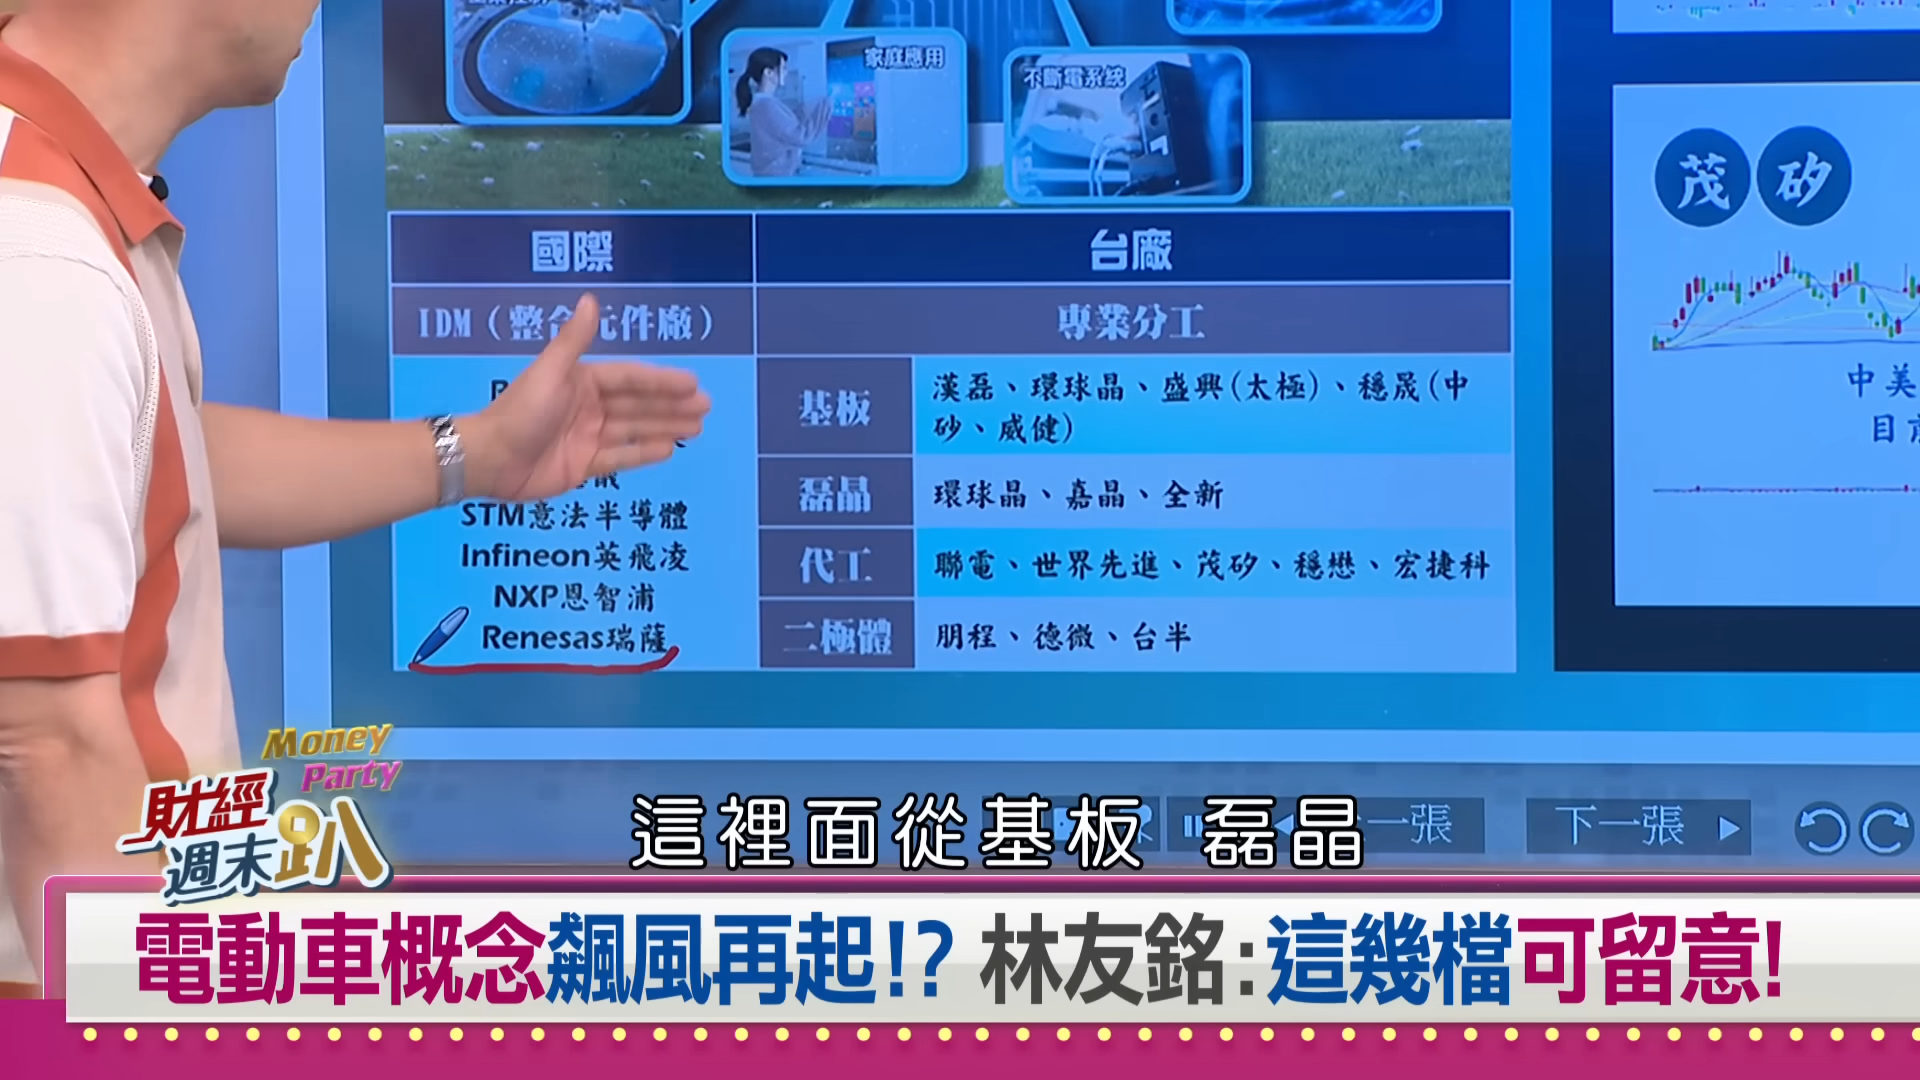 家庭應用
不斷電系統
國際
台廠
IDM（整合元件廠）
專業分工
基板
漢磊、環球晶、盛興(太極)、穩晟(中
砂、威健)
磊晶
環球晶、嘉晶、全新
代工
聯電、世界先進、茂矽、穩懋、宏捷科
二極體
朋程、德微、台半
STM意法半導體
Infineon英飛凌
NXP恩智浦
Renesas瑞薩
茂矽
中美
目前
一張
下一張
這裡面從基板 磊晶
Money
Party
財經
週末趴
電動車概念飆風再起!? 林友銘:這幾檔可留意!